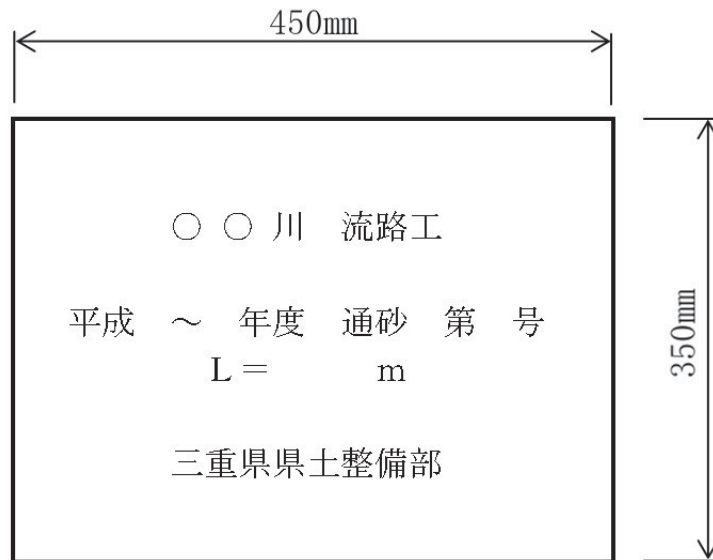 450mm
○ ○ 川 流路工
平成 ~ 年度 通砂 第 号
L= m
三重県県土整備部
350mm